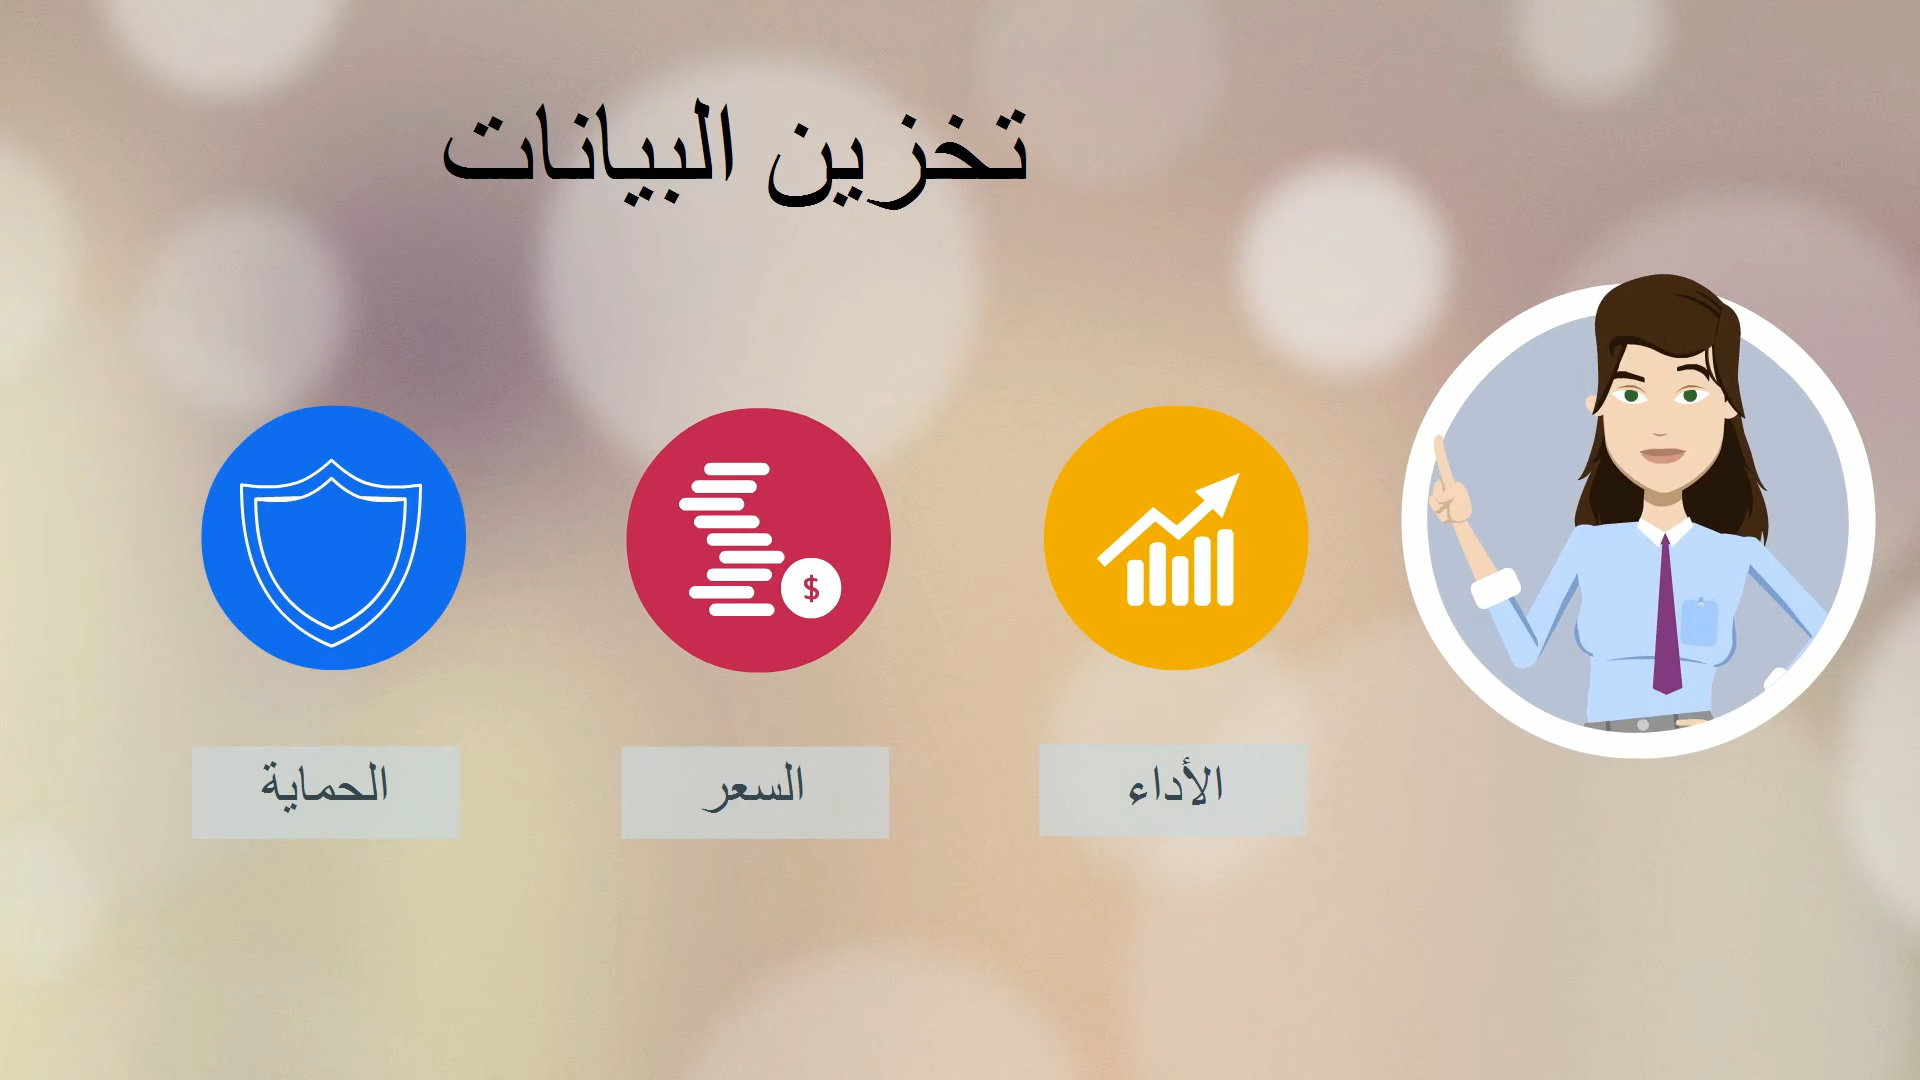 تخزين البيانات
الأداء
السعر
الحماية
$